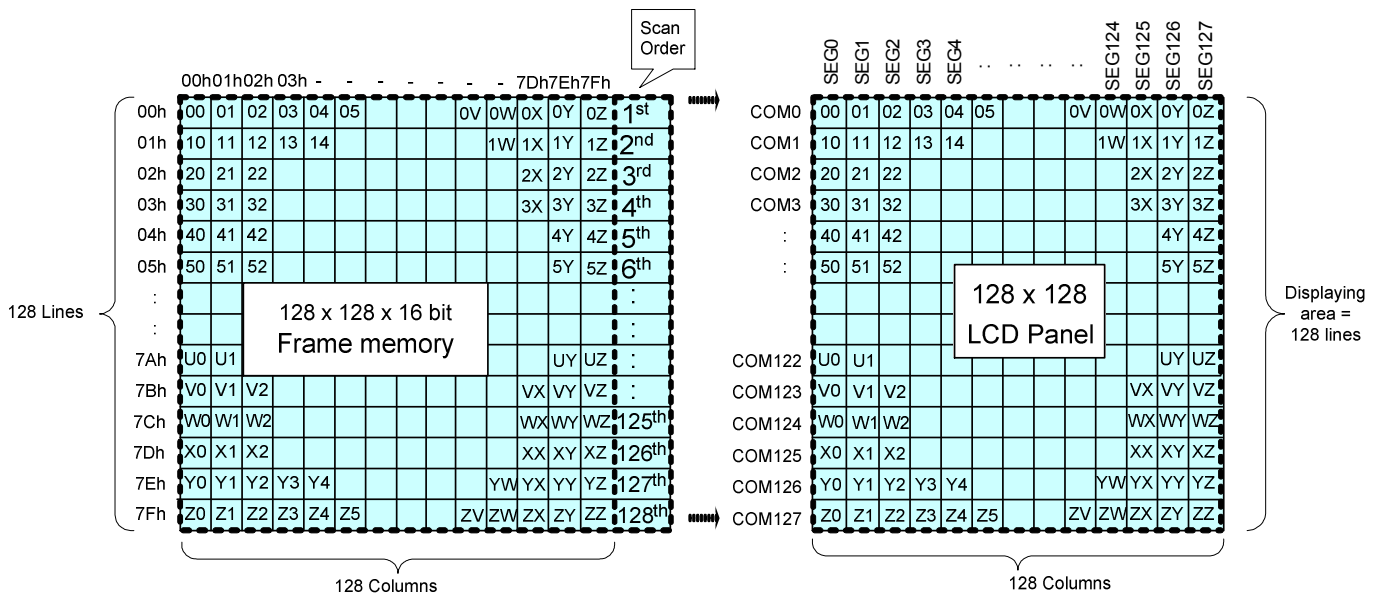 Scan
Order
00h01h02h 03h - - - - - - - 7Dh7Eh7Fh
SEG0 SEG1 SEG2 SEG3 SEG4 .. .. .. .. SEG124 SEG125 SEG126 SEG127
00h 00 01 02 03 04 05 0V 0W 0X 0Y 0Z 1st
01h 10 11 12 13 14 1W 1X 1Y 1Z 2nd
02h 20 21 22 2X 2Y 2Z 3rd
03h 30 31 32 3X 3Y 3Z 4th
04h 40 41 42 4Y 4Z 5th
05h 50 51 52 5Y 5Z 6th
: :
: :
7Ah U0 U1 UY UZ :
7Bh V0 V1 V2 VX VY VZ :
7Ch W0 W1 W2 WX WY WZ 125th
7Dh X0 X1 X2 XX XY XZ 126th
7Eh Y0 Y1 Y2 Y3 Y4 YW YX YY YZ 127th
7Fh Z0 Z1 Z2 Z3 Z4 Z5 ZV ZW ZX ZY ZZ 128th
128 Lines
128 x 128 x 16 bit
Frame memory
128 Columns
COM0 00 01 02 03 04 05 0V 0W 0X 0Y 0Z
COM1 10 11 12 13 14 1W 1X 1Y 1Z
COM2 20 21 22 2X 2Y 2Z
COM3 30 31 32 3X 3Y 3Z
: 40 41 42 4Y 4Z
: 50 51 52 5Y 5Z
COM122 U0 U1 UY UZ
COM123 V0 V1 V2 VX VY VZ
COM124 W0 W1 W2 WX WY WZ
COM125 X0 X1 X2 XX XY XZ
COM126 Y0 Y1 Y2 Y3 Y4 YW YX YY YZ
COM127 Z0 Z1 Z2 Z3 Z4 Z5 ZV ZW ZX ZY ZZ
128 x 128
LCD Panel
Displaying
area =
128 lines
128 Columns